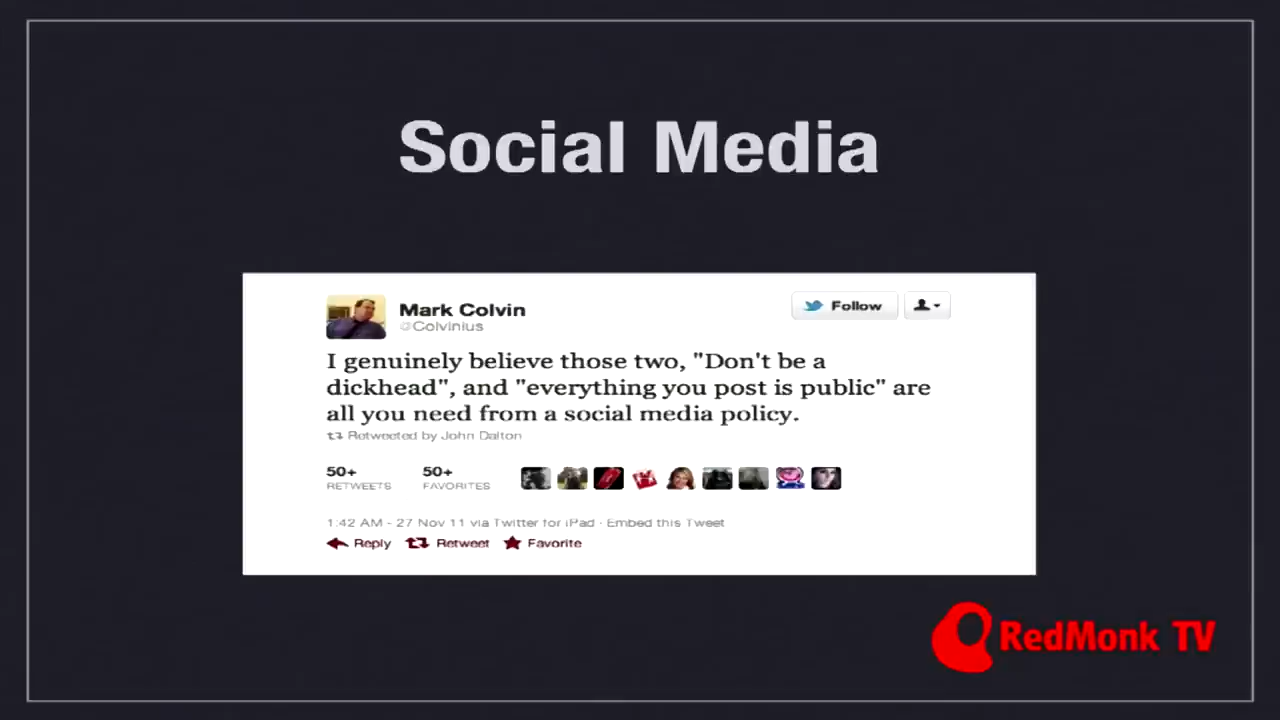 Social Media
Mark Colvin
@Colvinius
Follow
I genuinely believe those two, "Don't be a
dickhead", and "everything you post is public" are
all you need from a social media policy.
Retweeted by John Dalton
50+ 50+
RETWEETS FAVORITES
1:42 AM - 27 Nov 11 via Twitter for iPad · Embed this Tweet
Reply Retweet Favorite
RedMonk TV